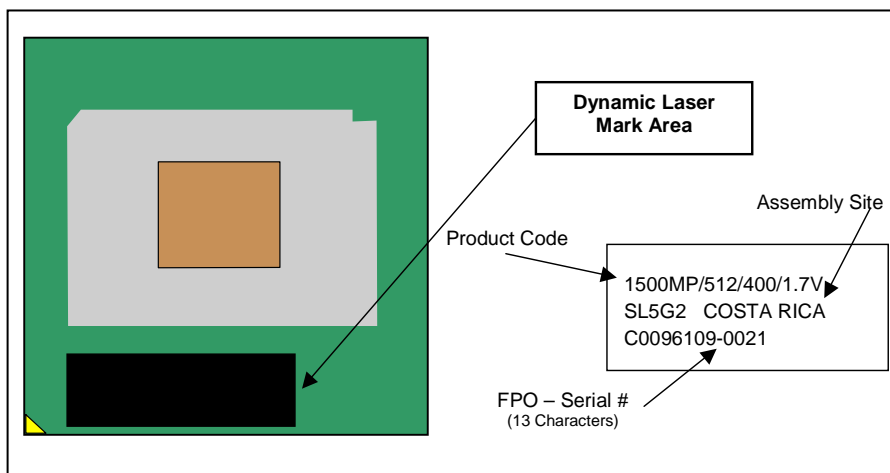 Dynamic Laser
Mark Area
Assembly Site
Product Code
1500MP/512/400/1.7V
SL5G2 COSTA RICA
C0096109-0021
FPO – Serial #
(13 Characters)